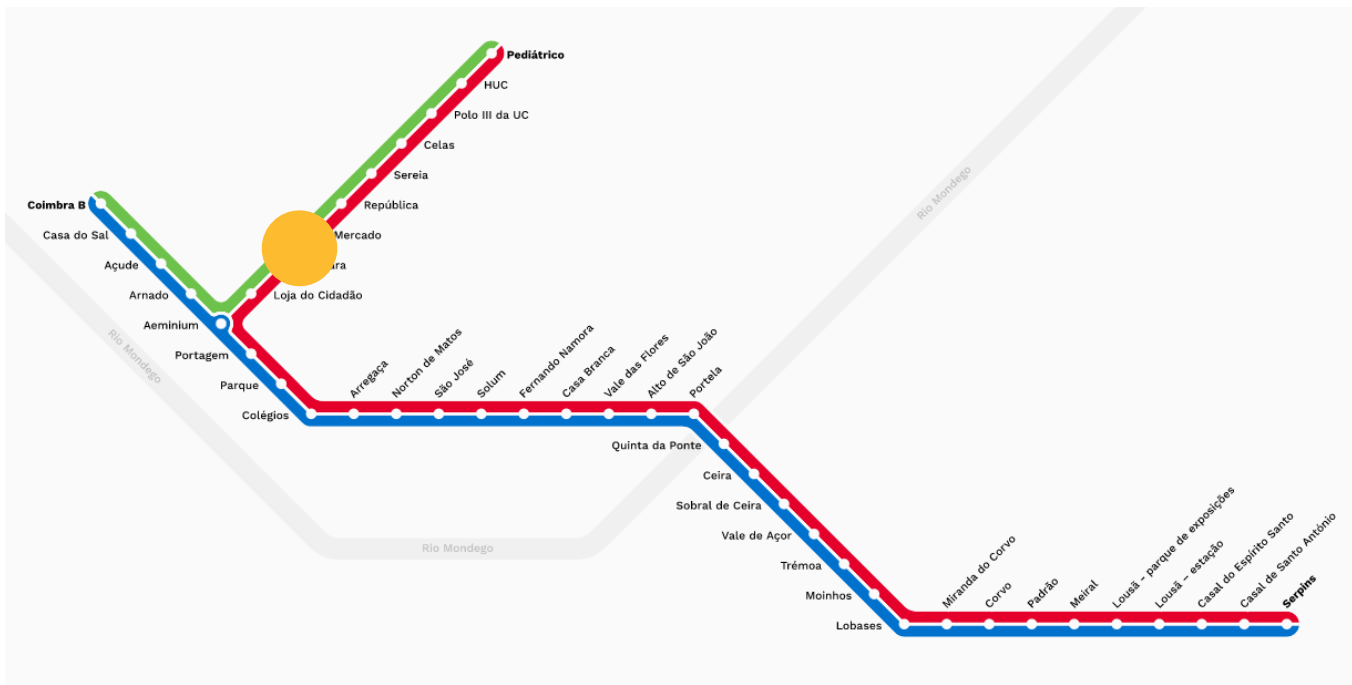 Pediátrico
HUC
Polo III da UC
Celas
Sereia
República
Mercado
Loja do Cidadão
Coimbra B
Casa do Sal
Açude
Arnado
Aeminium
Portagem
Parque
Colégios
Arregaça
Norton de Matos
São José
Solum
Fernando Namora
Casa Branca
Vale das Flores
Alto de São João
Portela
Quinta da Ponte
Ceira
Sobral de Ceira
Vale de Açor
Trémoa
Moinhos
Lobases
Miranda do Corvo
Corvo
Padrão
Meiral
Lousã - parque de exposições
Lousã – estação
Casal do Espírito Santo
Casal de Santo António
Serpins
Rio Mondego
Rio Mondego
Rio Mondego